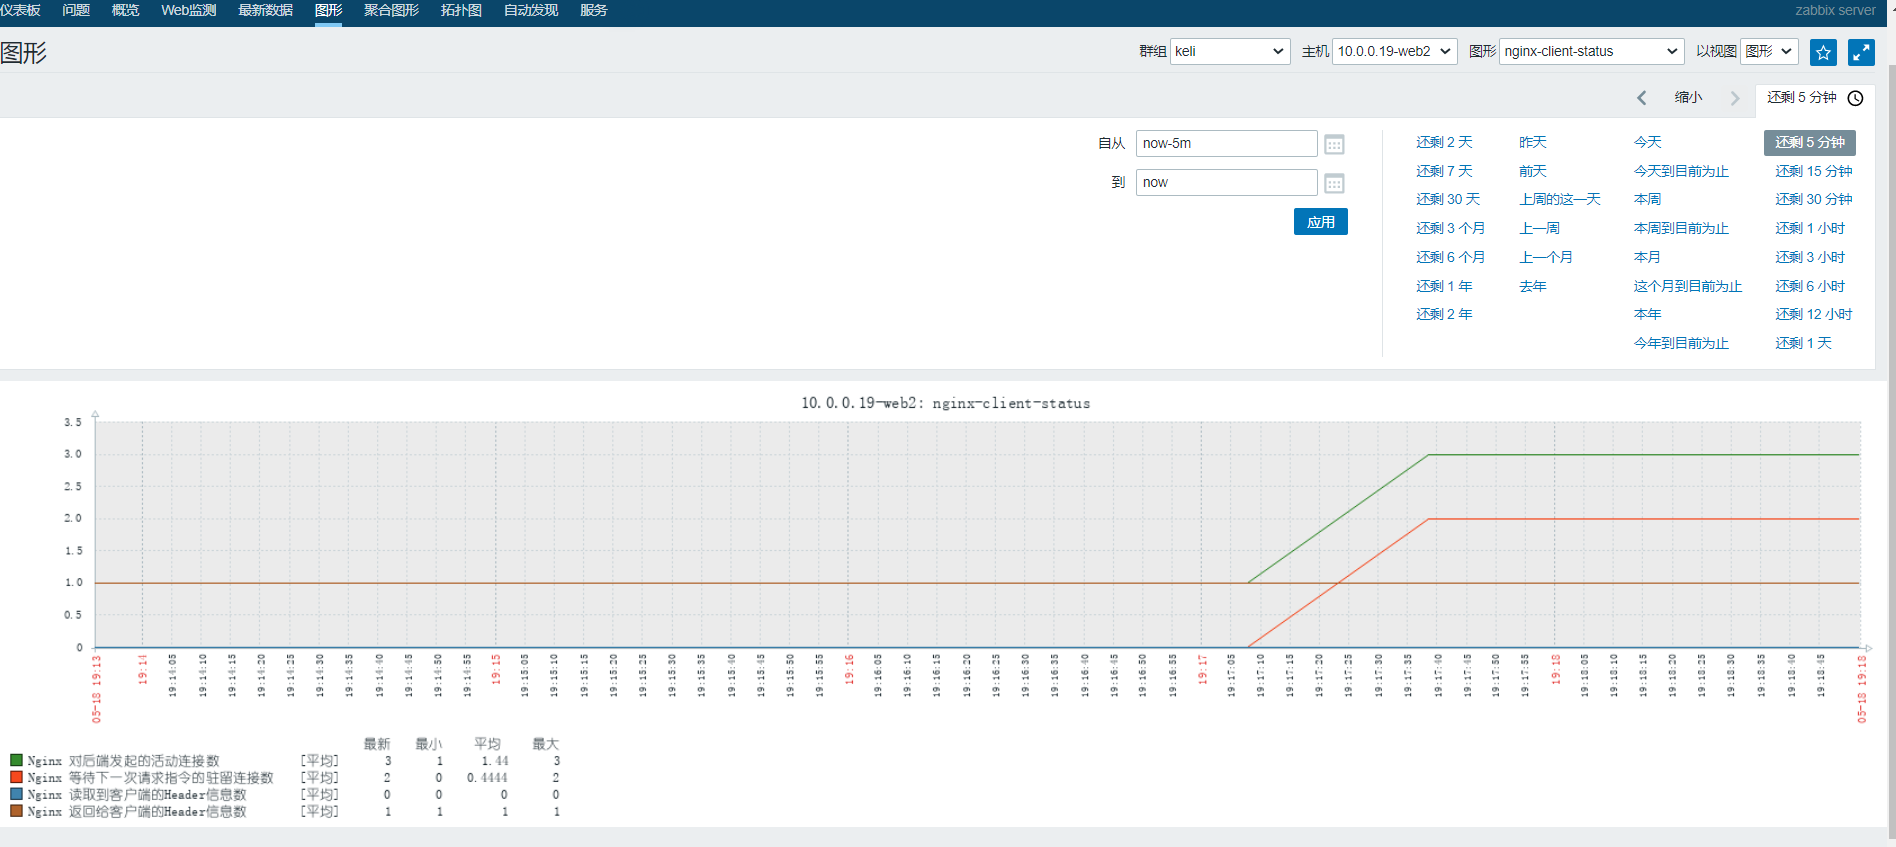 仪表板 问题 概览 Web监测 最新数据 图形 聚合图形 拓扑图 自动发现 服务 zabbix server
图形 群组 keli 主机 10.0.0.19-web2 图形 nginx-client-status 以视图 图形
缩小 还剩 5 分钟
自从 now-5m
到 now
应用
还剩 2 天 昨天 今天 还剩 5 分钟
还剩 7 天 前天 今天到目前为止 还剩 15 分钟
还剩 30 天 上周的这一天 本周 还剩 30 分钟
还剩 3 个月 上一周 本周到目前为止 还剩 1 小时
还剩 6 个月 上一个月 本月 还剩 3 小时
还剩 1 年 去年 这个月到目前为止 还剩 6 小时
还剩 2 年 本年 还剩 12 小时
今年到目前为止 还剩 1 天
10.0.0.19-web2: nginx-client-status
3.5
3.0
2.5
2.0
1.5
1.0
0.5
0
05-18 19:13 19:14 19:14:05 19:14:10 19:14:15 19:14:20 19:14:25 19:14:30 19:14:35 19:14:40 19:14:45 19:14:50 19:14:55 19:15 19:15:05 19:15:10 19:15:15 19:15:20 19:15:25 19:15:30 19:15:35 19:15:40 19:15:45 19:15:50 19:15:55 19:16 19:16:05 19:16:10 19:16:15 19:16:20 19:16:25 19:16:30 19:16:35 19:16:40 19:16:45 19:16:50 19:16:55 19:17 19:17:05 19:17:10 19:17:15 19:17:20 19:17:25 19:17:30 19:17:35 19:17:40 19:17:45 19:17:50 19:17:55 19:18 19:18:05 19:18:10 19:18:15 19:18:20 19:18:25 19:18:30 19:18:35 19:18:40 19:18:45 05-18 19:18
最新 最小 平均 最大
Nginx 对后端发起的活动连接数 [平均] 3 1 1.44 3
Nginx 等待下一次请求指令的驻留连接数 [平均] 2 0 0.4444 2
Nginx 读取到客户端的Header信息数 [平均] 0 0 0 0
Nginx 返回给客户端的Header信息数 [平均] 1 1 1 1